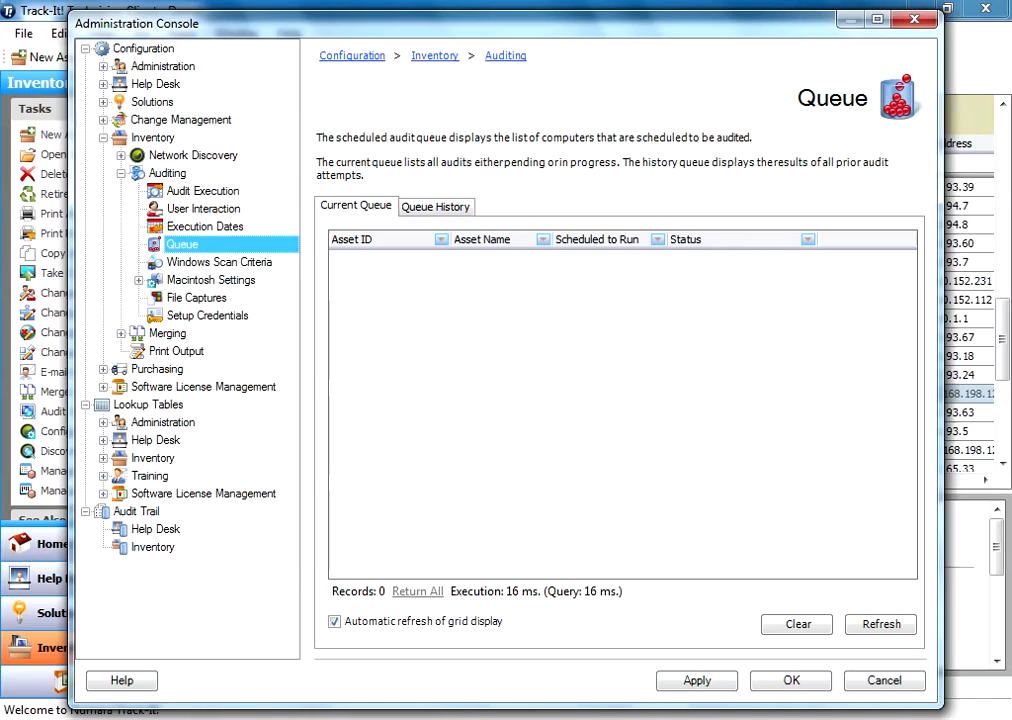 Track-It!
Administration Console
File
New As
Configuration
Administration
Help Desk
Solutions
Change Management
Inventory
Network Discovery
Auditing
Audit Execution
User Interaction
Execution Dates
Queue
Windows Scan Criteria
Macintosh Settings
File Captures
Setup Credentials
Merging
Print Output
Purchasing
Software License Management
Lookup Tables
Administration
Help Desk
Inventory
Training
Software License Management
Audit Trail
Help Desk
Inventory
Configuration > Inventory > Auditing
Queue
The scheduled audit queue displays the list of computers that are scheduled to be audited.
The current queue lists all audits either pending or in progress. The history queue displays the results of all prior audit
attempts.
Current Queue Queue History
Asset ID Asset Name Scheduled to Run Status
Records: 0 Return All Execution: 16 ms. (Query: 16 ms.)
Automatic refresh of grid display
Clear Refresh
Help Apply OK Cancel
Invento
Tasks
New
Open
Delet
Retire
Print
Print
Copy
Take
Chan
Chan
Chan
Chan
E-ma
Merg
Audit
Confi
Disco
Mana
Mana
Home
Help
Solut
Inver
dress
93.39
94.7
94.8
93.60
93.7
0.152.231
0.152.112
0.1.1
93.67
93.18
93.24
168.198.12
93.63
93.5
168.198.12
65.33
Welcome to Numara Track-It!